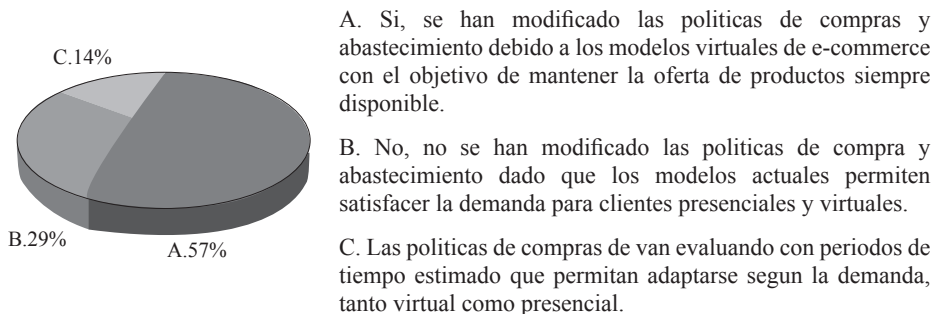 C.14%
B.29%
A.57%
A. Si, se han modificado las politicas de compras y
abastecimiento debido a los modelos virtuales de e-commerce
con el objetivo de mantener la oferta de productos siempre
disponible.
B. No, no se han modificado las politicas de compra y
abastecimiento dado que los modelos actuales permiten
satisfacer la demanda para clientes presenciales y virtuales.
C. Las politicas de compras de van evaluando con periodos de
tiempo estimado que permitan adaptarse segun la demanda,
tanto virtual como presencial.